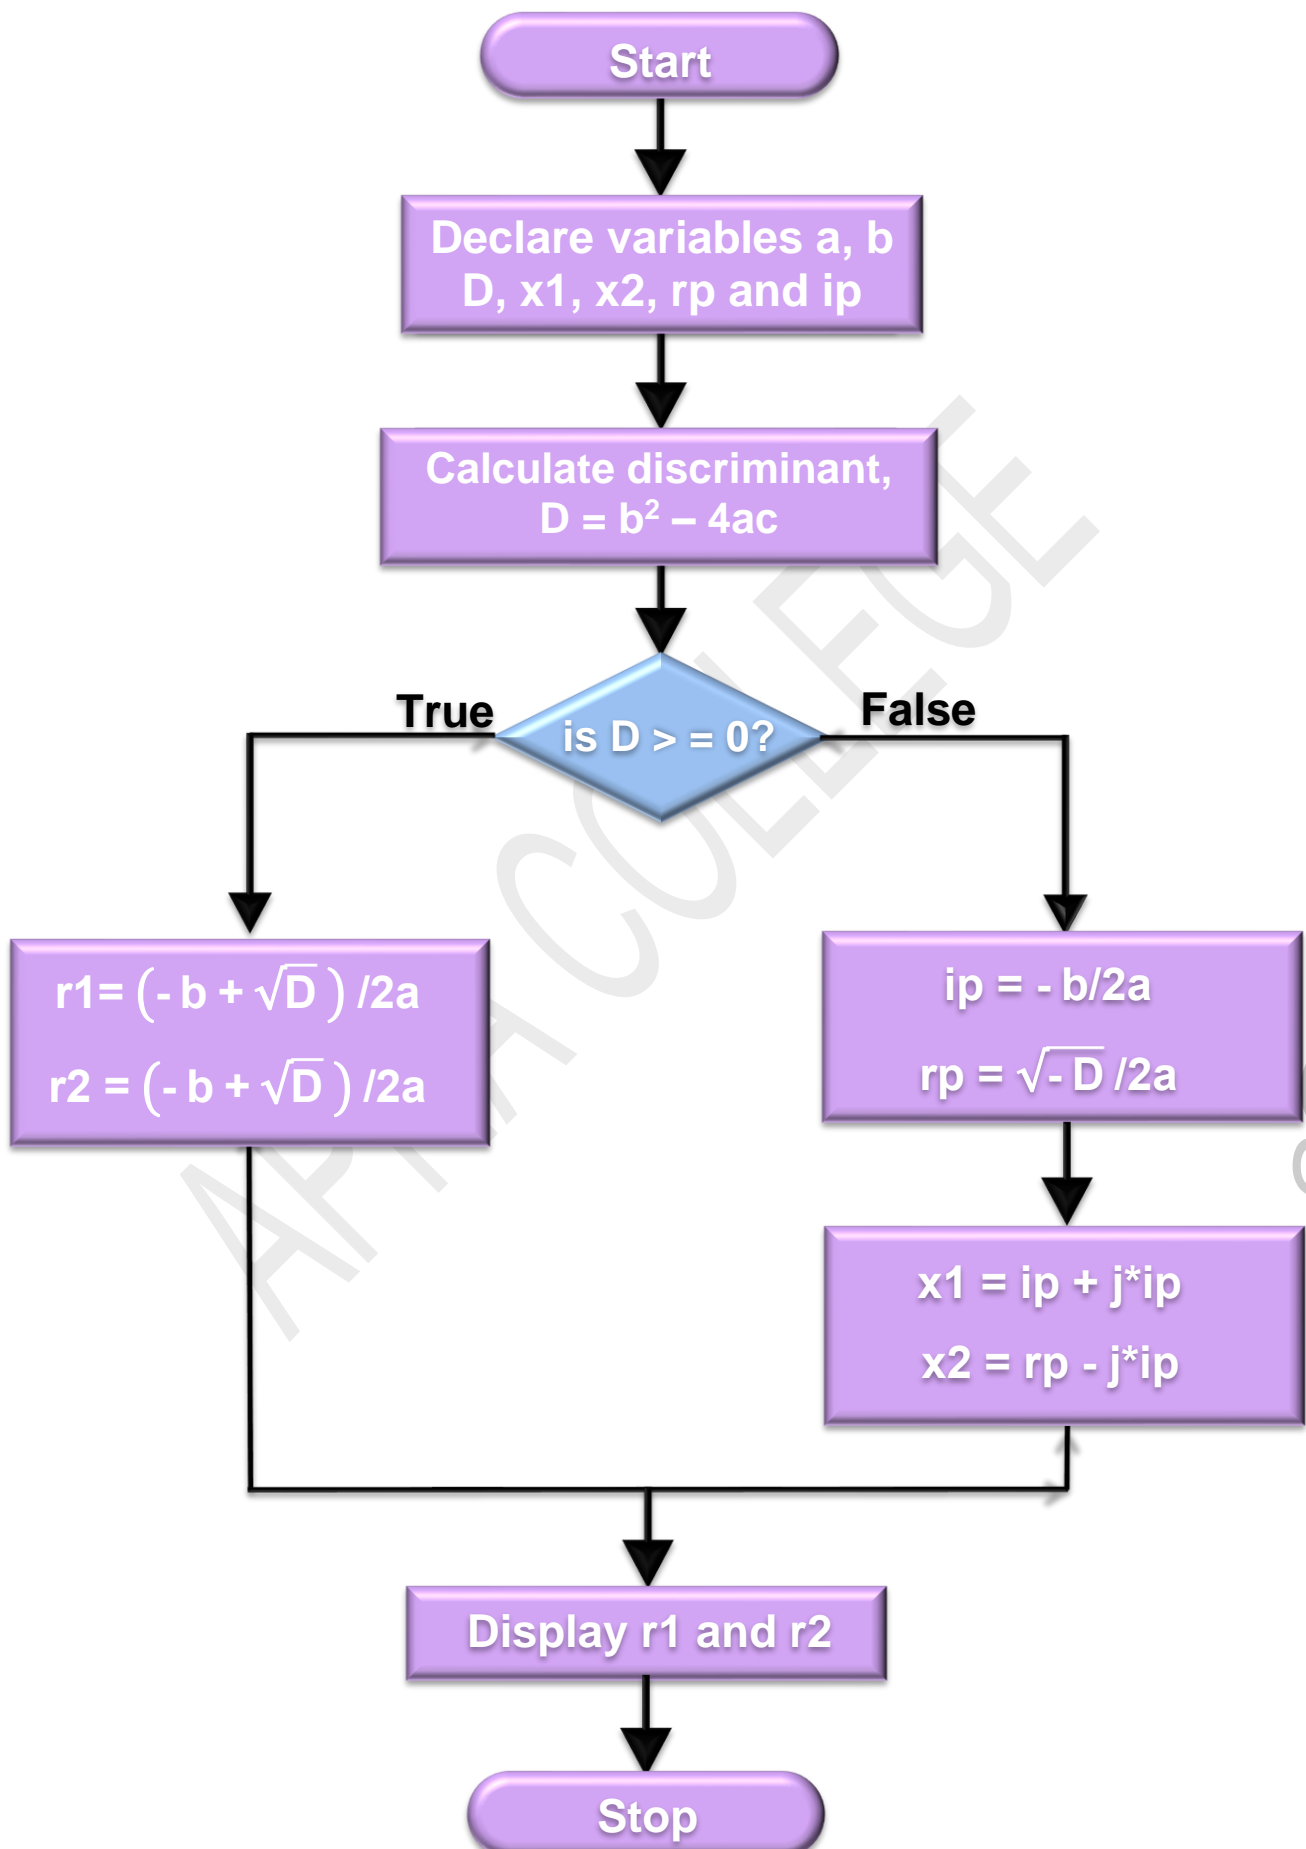 Start
Declare variables a, b
D, x1, x2, rp and ip
Calculate discriminant,
D = b² – 4ac
True
is D > = 0?
False
r1= (- b + √D ) /2a
r2 = (- b + √D ) /2a
ip = - b/2a
rp = √- D /2a
x1 = ip + j*ip
x2 = rp - j*ip
Display r1 and r2
Stop
COLLEGE